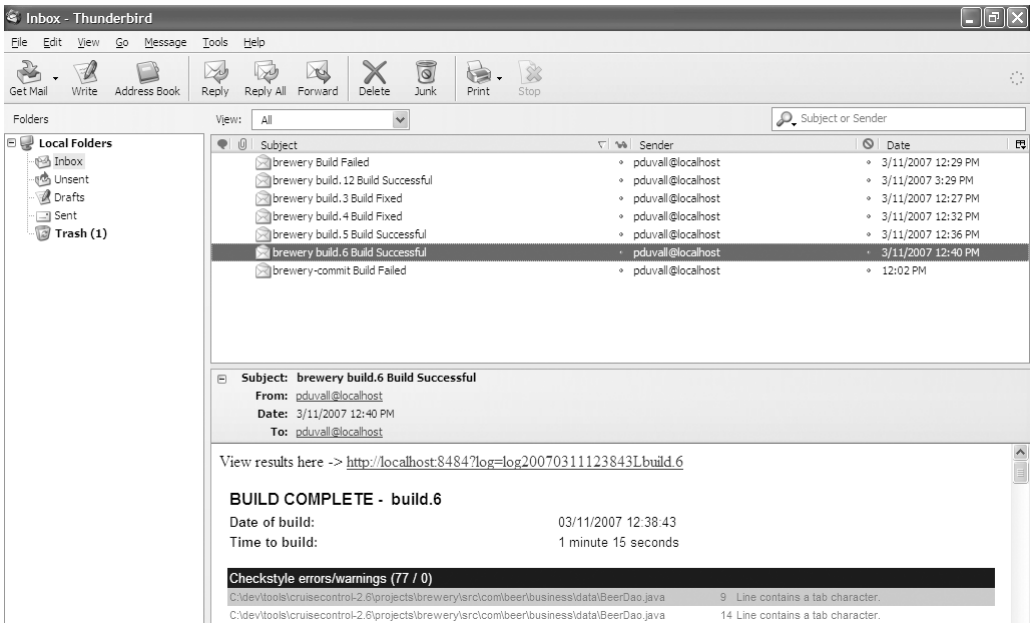 Inbox - Thunderbird
File Edit View Go Message Tools Help
Get Mail Write Address Book Reply Reply All Forward Delete Junk Print Stop
Folders View: All Subject or Sender
Local Folders
Inbox
Unsent
Drafts
Sent
Trash (1)
Subject Sender Date
brewery Build Failed pduvall@localhost 3/11/2007 12:29 PM
brewery build.12 Build Successful pduvall@localhost 3/11/2007 3:29 PM
brewery build.3 Build Fixed pduvall@localhost 3/11/2007 12:27 PM
brewery build.4 Build Fixed pduvall@localhost 3/11/2007 12:32 PM
brewery build.5 Build Successful pduvall@localhost 3/11/2007 12:36 PM
brewery build.6 Build Successful pduvall@localhost 3/11/2007 12:40 PM
brewery-commit Build Failed pduvall@localhost 12:02 PM
Subject: brewery build.6 Build Successful
From: pduvall@localhost
Date: 3/11/2007 12:40 PM
To: pduvall@localhost
View results here -> http://localhost:8484?log=log20070311123843Lbuild.6
BUILD COMPLETE - build.6
Date of build: 03/11/2007 12:38:43
Time to build: 1 minute 15 seconds
Checkstyle errors/warnings (77 / 0)
C:\dev\tools\cruisecontrol-2.6\projects\brewery\src\com\beer\business\data\BeerDao.java 9 Line contains a tab character.
C:\dev\tools\cruisecontrol-2.6\projects\brewery\src\com\beer\business\data\BeerDao.java 14 Line contains a tab character.